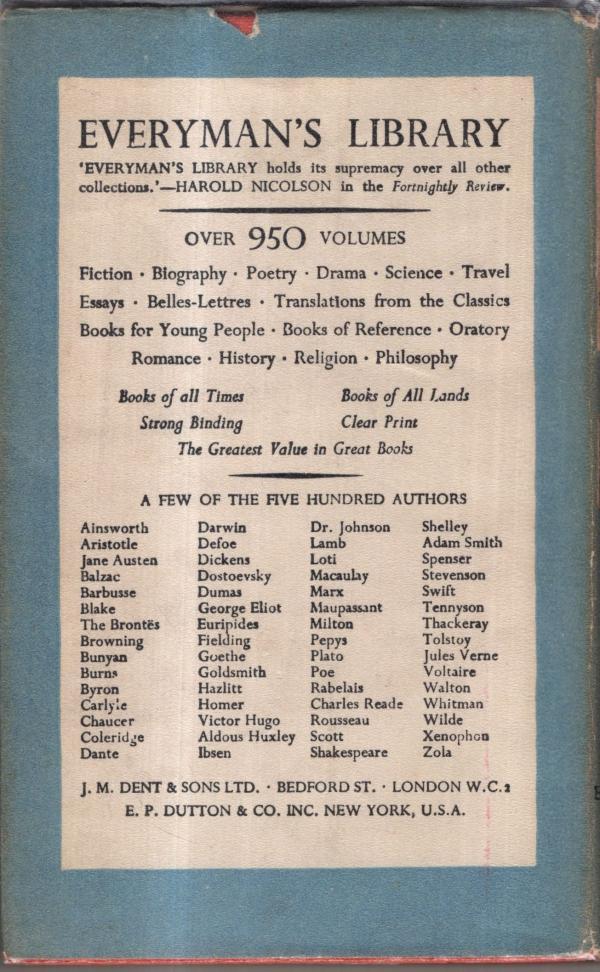 EVERYMAN'S LIBRARY
'EVERYMAN'S LIBRARY holds its supremacy over all other
collections.'—HAROLD NICOLSON in the Fortnightly Review.
OVER 950 VOLUMES
Fiction · Biography · Poetry · Drama · Science · Travel
Essays · Belles-Lettres · Translations from the Classics
Books for Young People · Books of Reference · Oratory
Romance · History · Religion · Philosophy
Books of all Times Books of All Lands
Strong Binding Clear Print
The Greatest Value in Great Books
A FEW OF THE FIVE HUNDRED AUTHORS
Ainsworth Darwin Dr. Johnson Shelley
Aristotle Defoe Lamb Adam Smith
Jane Austen Dickens Loti Spenser
Balzac Dostoevsky Macaulay Stevenson
Barbusse Dumas Marx Swift
Blake George Eliot Maupassant Tennyson
The Brontës Euripides Milton Thackeray
Browning Fielding Pepys Tolstoy
Bunyan Goethe Plato Jules Verne
Burns Goldsmith Poe Voltaire
Byron Hazlitt Rabelais Walton
Carlyle Homer Charles Reade Whitman
Chaucer Victor Hugo Rousseau Wilde
Coleridge Aldous Huxley Scott Xenophon
Dante Ibsen Shakespeare Zola
J. M. DENT & SONS LTD. · BEDFORD ST. · LONDON W.C.2
E. P. DUTTON & CO. INC. NEW YORK, U.S.A.